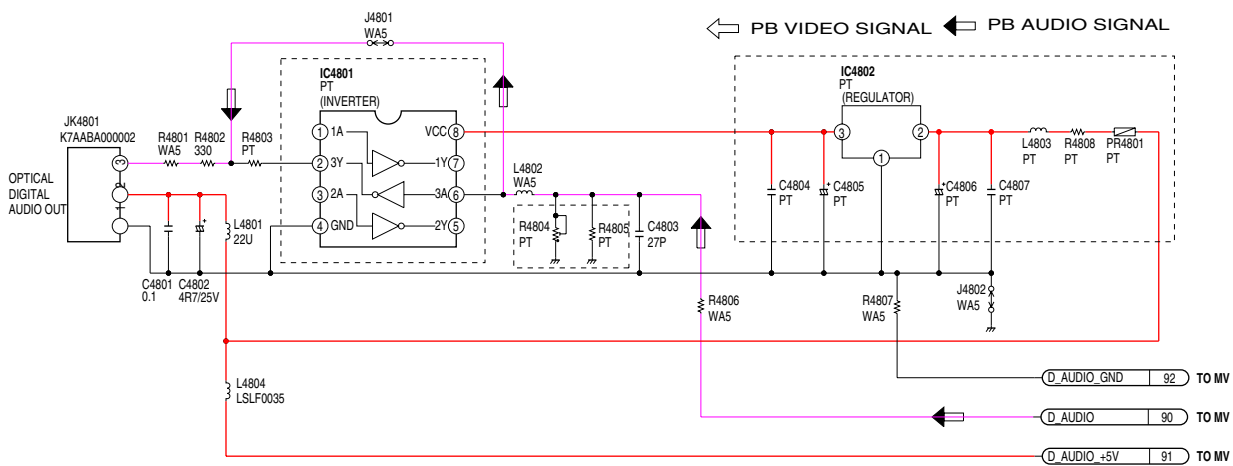 J4801
WA5
PB VIDEO SIGNAL
PB AUDIO SIGNAL
IC4801
PT
(INVERTER)
IC4802
PT
(REGULATOR)
JK4801
K7AABA000002
R4801
WA5
R4802
330
R4803
PT
1
1A
VCC
8
3
2
1
2
3Y
1Y
7
3
2A
3A
6
4
GND
2Y
5
OPTICAL
DIGITAL
AUDIO OUT
L4802
WA5
3
2
1
L4803
PT
R4808
PT
PR4801
PT
C4804
PT
C4805
PT
C4806
PT
C4807
PT
L4801
22U
R4804
PT
R4805
PT
C4803
27P
C4801
0.1
C4802
4R7/25V
+
+
+
R4806
WA5
R4807
WA5
J4802
WA5
L4804
LSLF0035
D_AUDIO_GND
92
TO MV
D_AUDIO
90
TO MV
D_AUDIO_+5V
91
TO MV